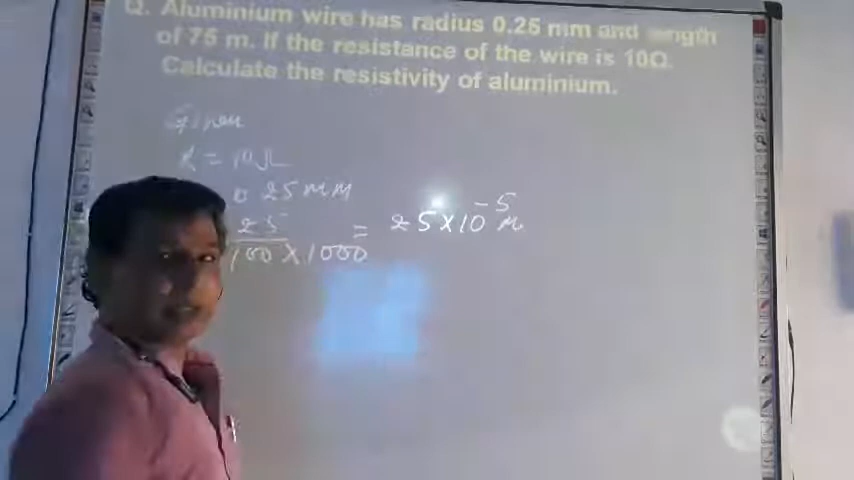 Q. Aluminium wire has radius 0.25 mm and length
of 75 m. If the resistance of the wire is 10Ω.
Calculate the resistivity of aluminium.
Given
R = 10Ω
0.25 mm
25
100 × 1000
= 25 × 10⁻⁵ m